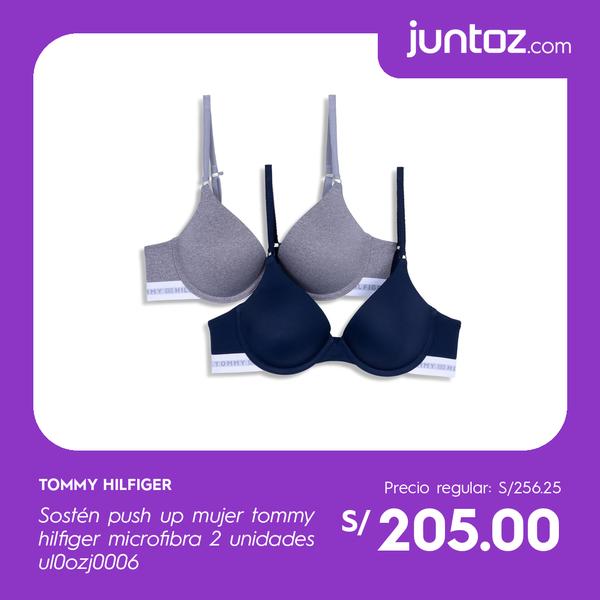 juntoz.com
TOMMY HILFIGER
Sostén push up mujer tommy
hilfiger microfibra 2 unidades
ul0ozj0006
Precio regular: S/256.25
S/ 205.00
TOMMY